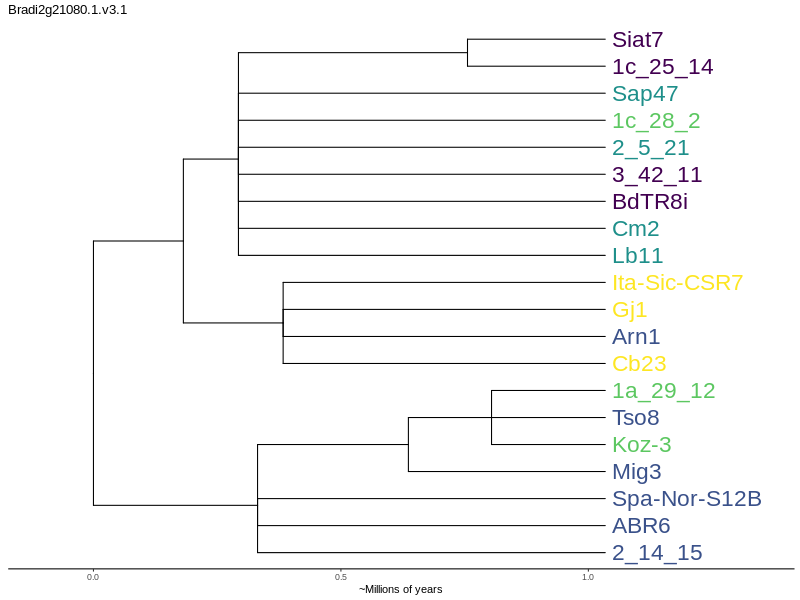 Bradi2g21080.1.v3.1
Siat7
1c_25_14
Sap47
1c_28_2
2_5_21
3_42_11
BdTR8i
Cm2
Lb11
Ita-Sic-CSR7
Gj1
Arn1
Cb23
1a_29_12
Tso8
Koz-3
Mig3
Spa-Nor-S12B
ABR6
2_14_15
0.0 0.5 1.0
~Millions of years